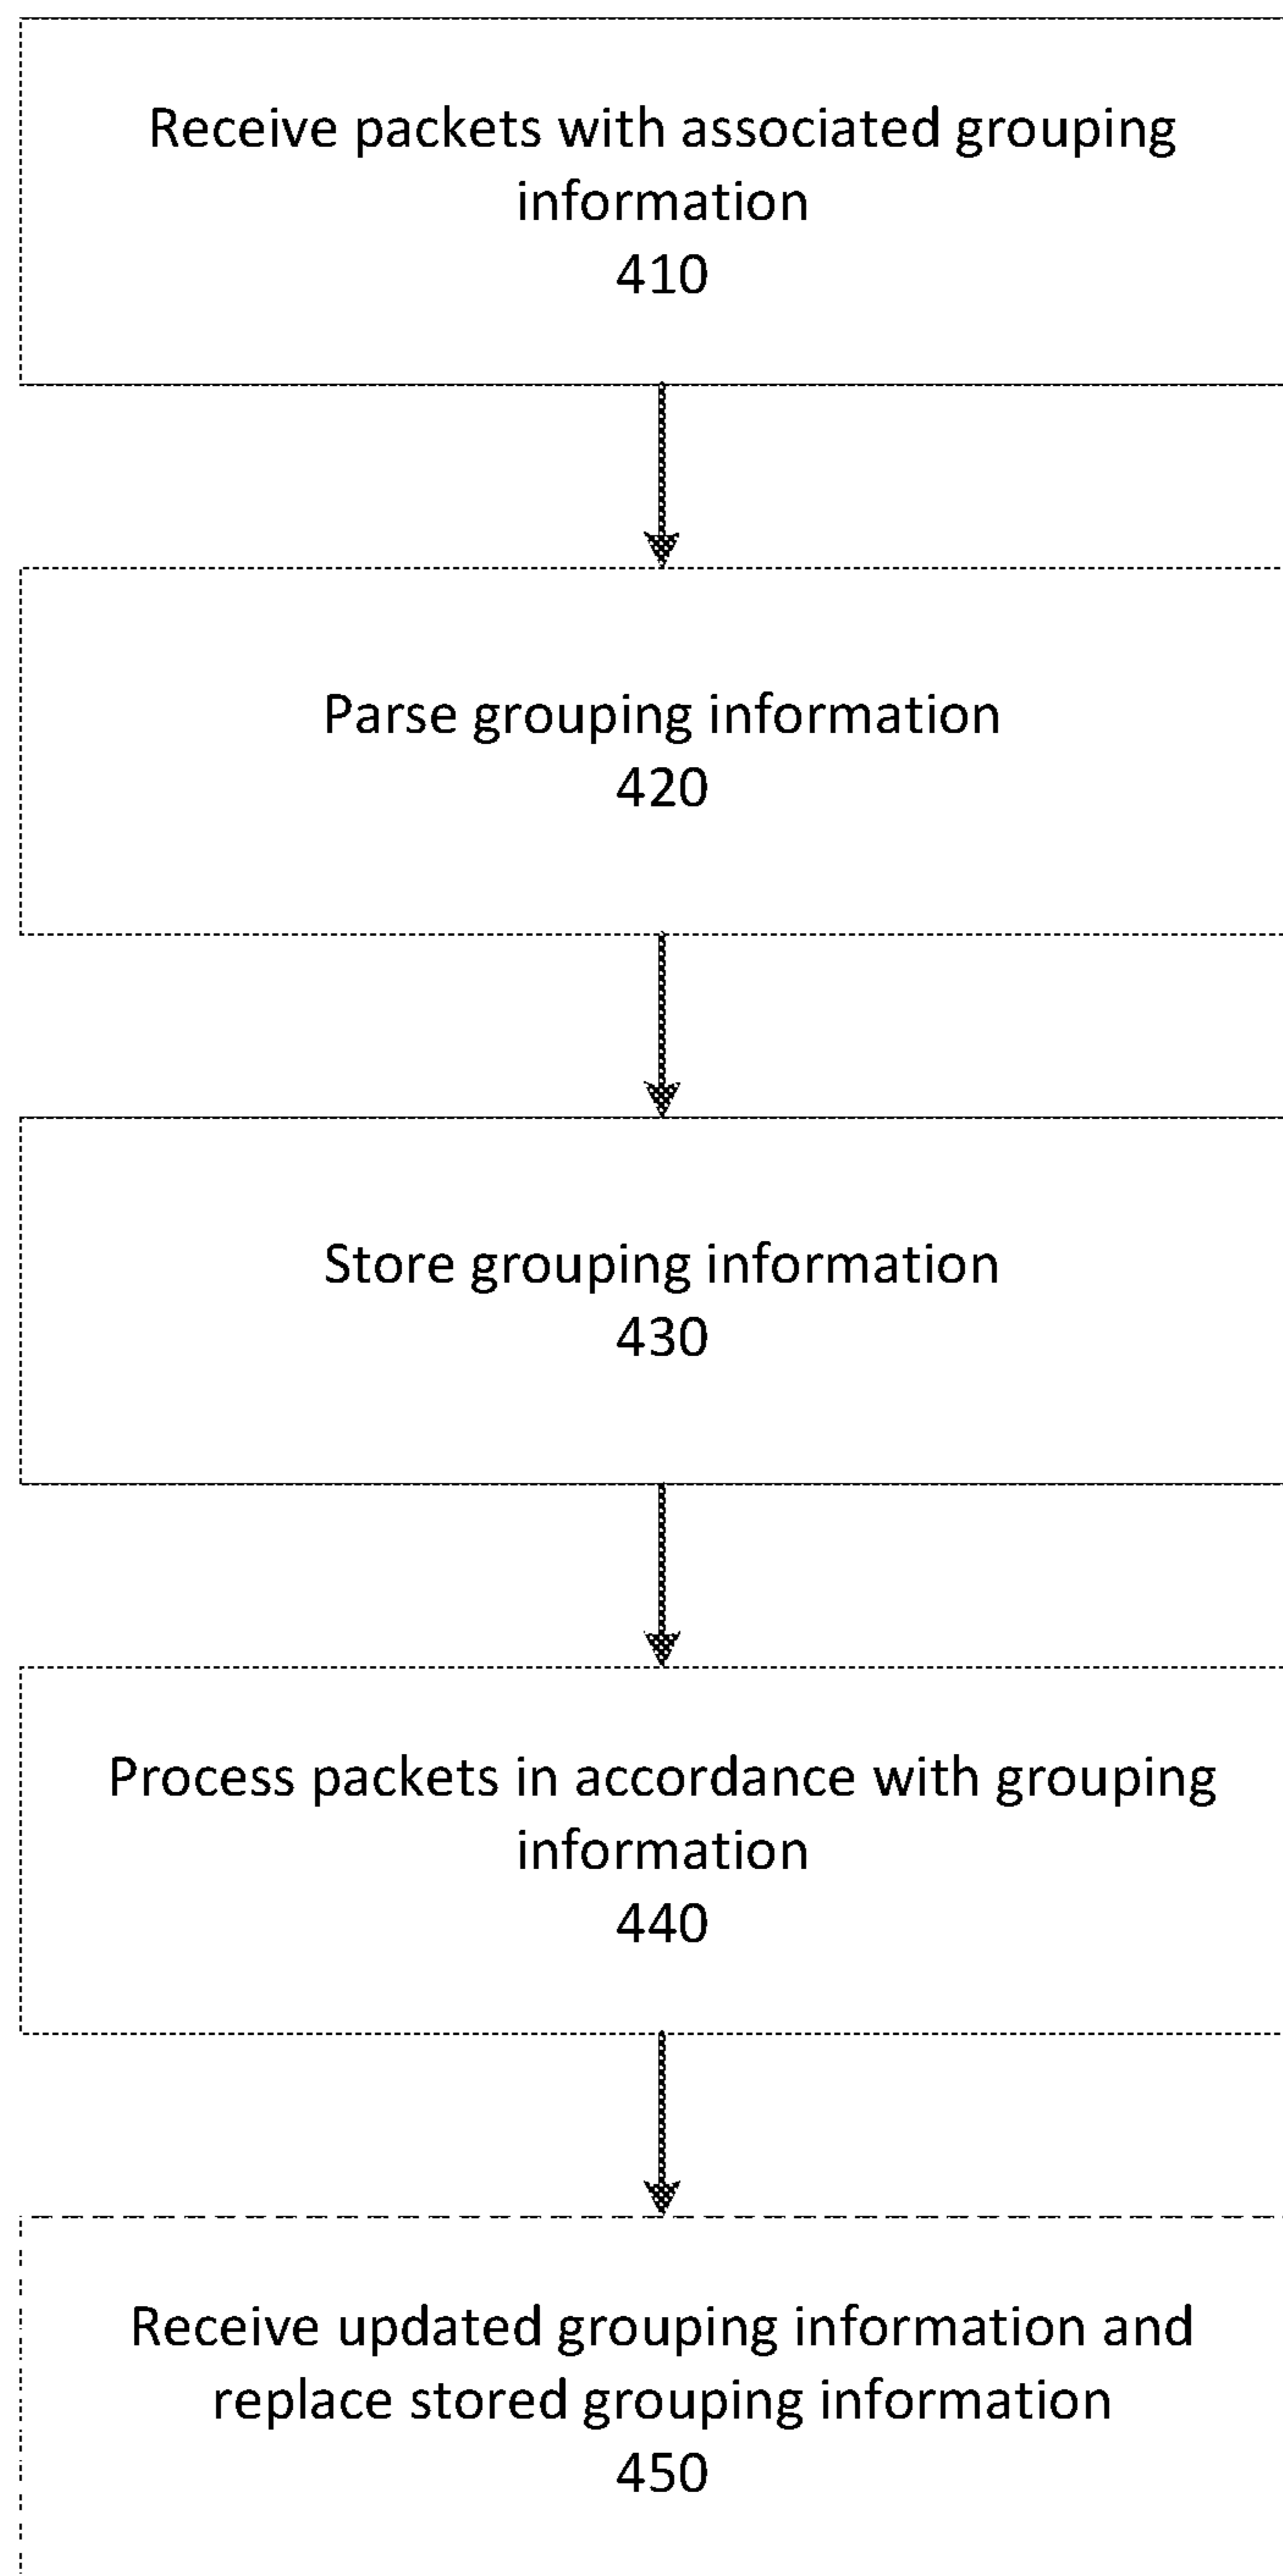 Receive packets with associated grouping
information
410
Parse grouping information
420
Store grouping information
430
Process packets in accordance with grouping
information
440
Receive updated grouping information and
replace stored grouping information
450